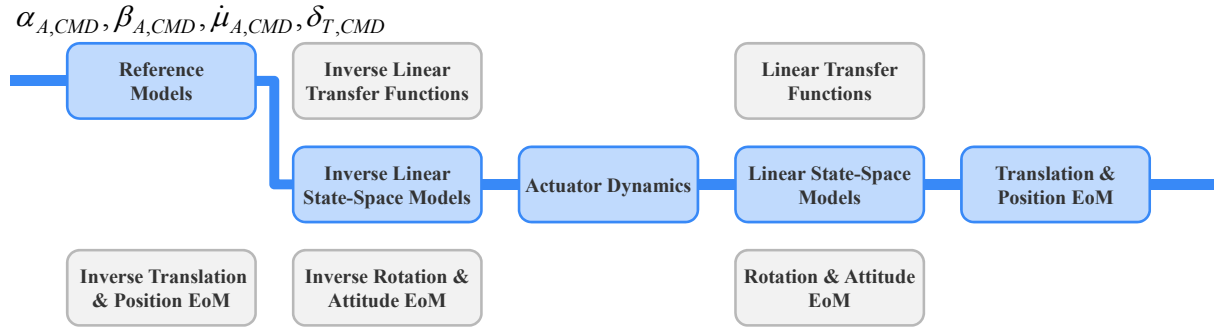 α_{A,CMD}, β_{A,CMD}, μ̇_{A,CMD}, δ_{T,CMD}
Reference
Models
Inverse Linear
Transfer Functions
Linear Transfer
Functions
Inverse Linear
State-Space Models
Actuator Dynamics
Linear State-Space
Models
Translation &
Position EoM
Inverse Translation
& Position EoM
Inverse Rotation &
Attitude EoM
Rotation & Attitude
EoM